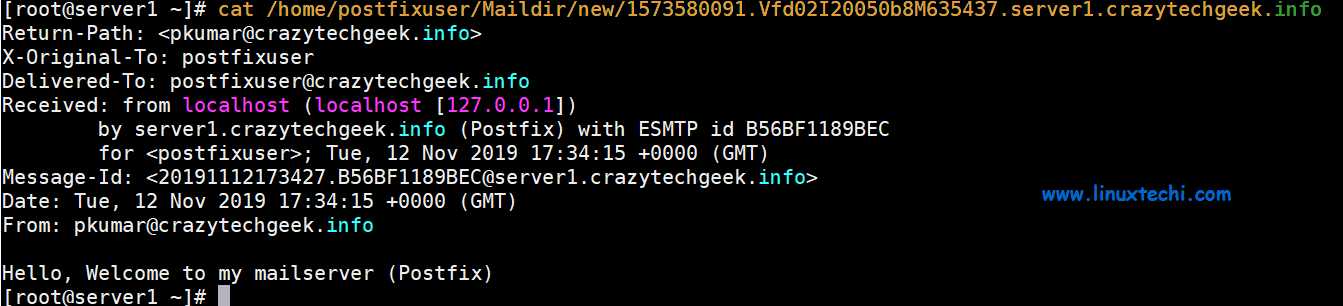 [root@server1 ~]# cat /home/postfixuser/Maildir/new/1573580091.Vfd02I20050b8M635437.server1.crazytechgeek.info
Return-Path: <pkumar@crazytechgeek.info>
X-Original-To: postfixuser
Delivered-To: postfixuser@crazytechgeek.info
Received: from localhost (localhost [127.0.0.1])
        by server1.crazytechgeek.info (Postfix) with ESMTP id B56BF1189BEC
        for <postfixuser>; Tue, 12 Nov 2019 17:34:15 +0000 (GMT)
Message-Id: <20191112173427.B56BF1189BEC@server1.crazytechgeek.info>
Date: Tue, 12 Nov 2019 17:34:15 +0000 (GMT)
www.linuxtechi.com
From: pkumar@crazytechgeek.info

Hello, Welcome to my mailserver (Postfix)
[root@server1 ~]#